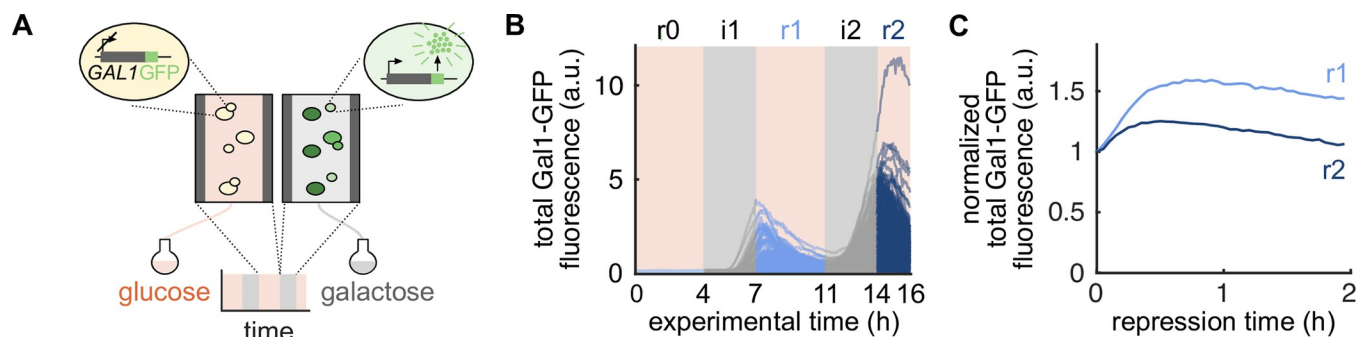 A
GAL1GFP
glucose
galactose
time
B
r0 i1 r1 i2 r2
total Gal1-GFP
fluorescence (a.u.)
10
5
0
0 4 7 11 14 16
experimental time (h)
C
normalized
total Gal1-GFP
fluorescence (a.u.)
1.5
1
0.5
0
r1
r2
0 1 2
repression time (h)